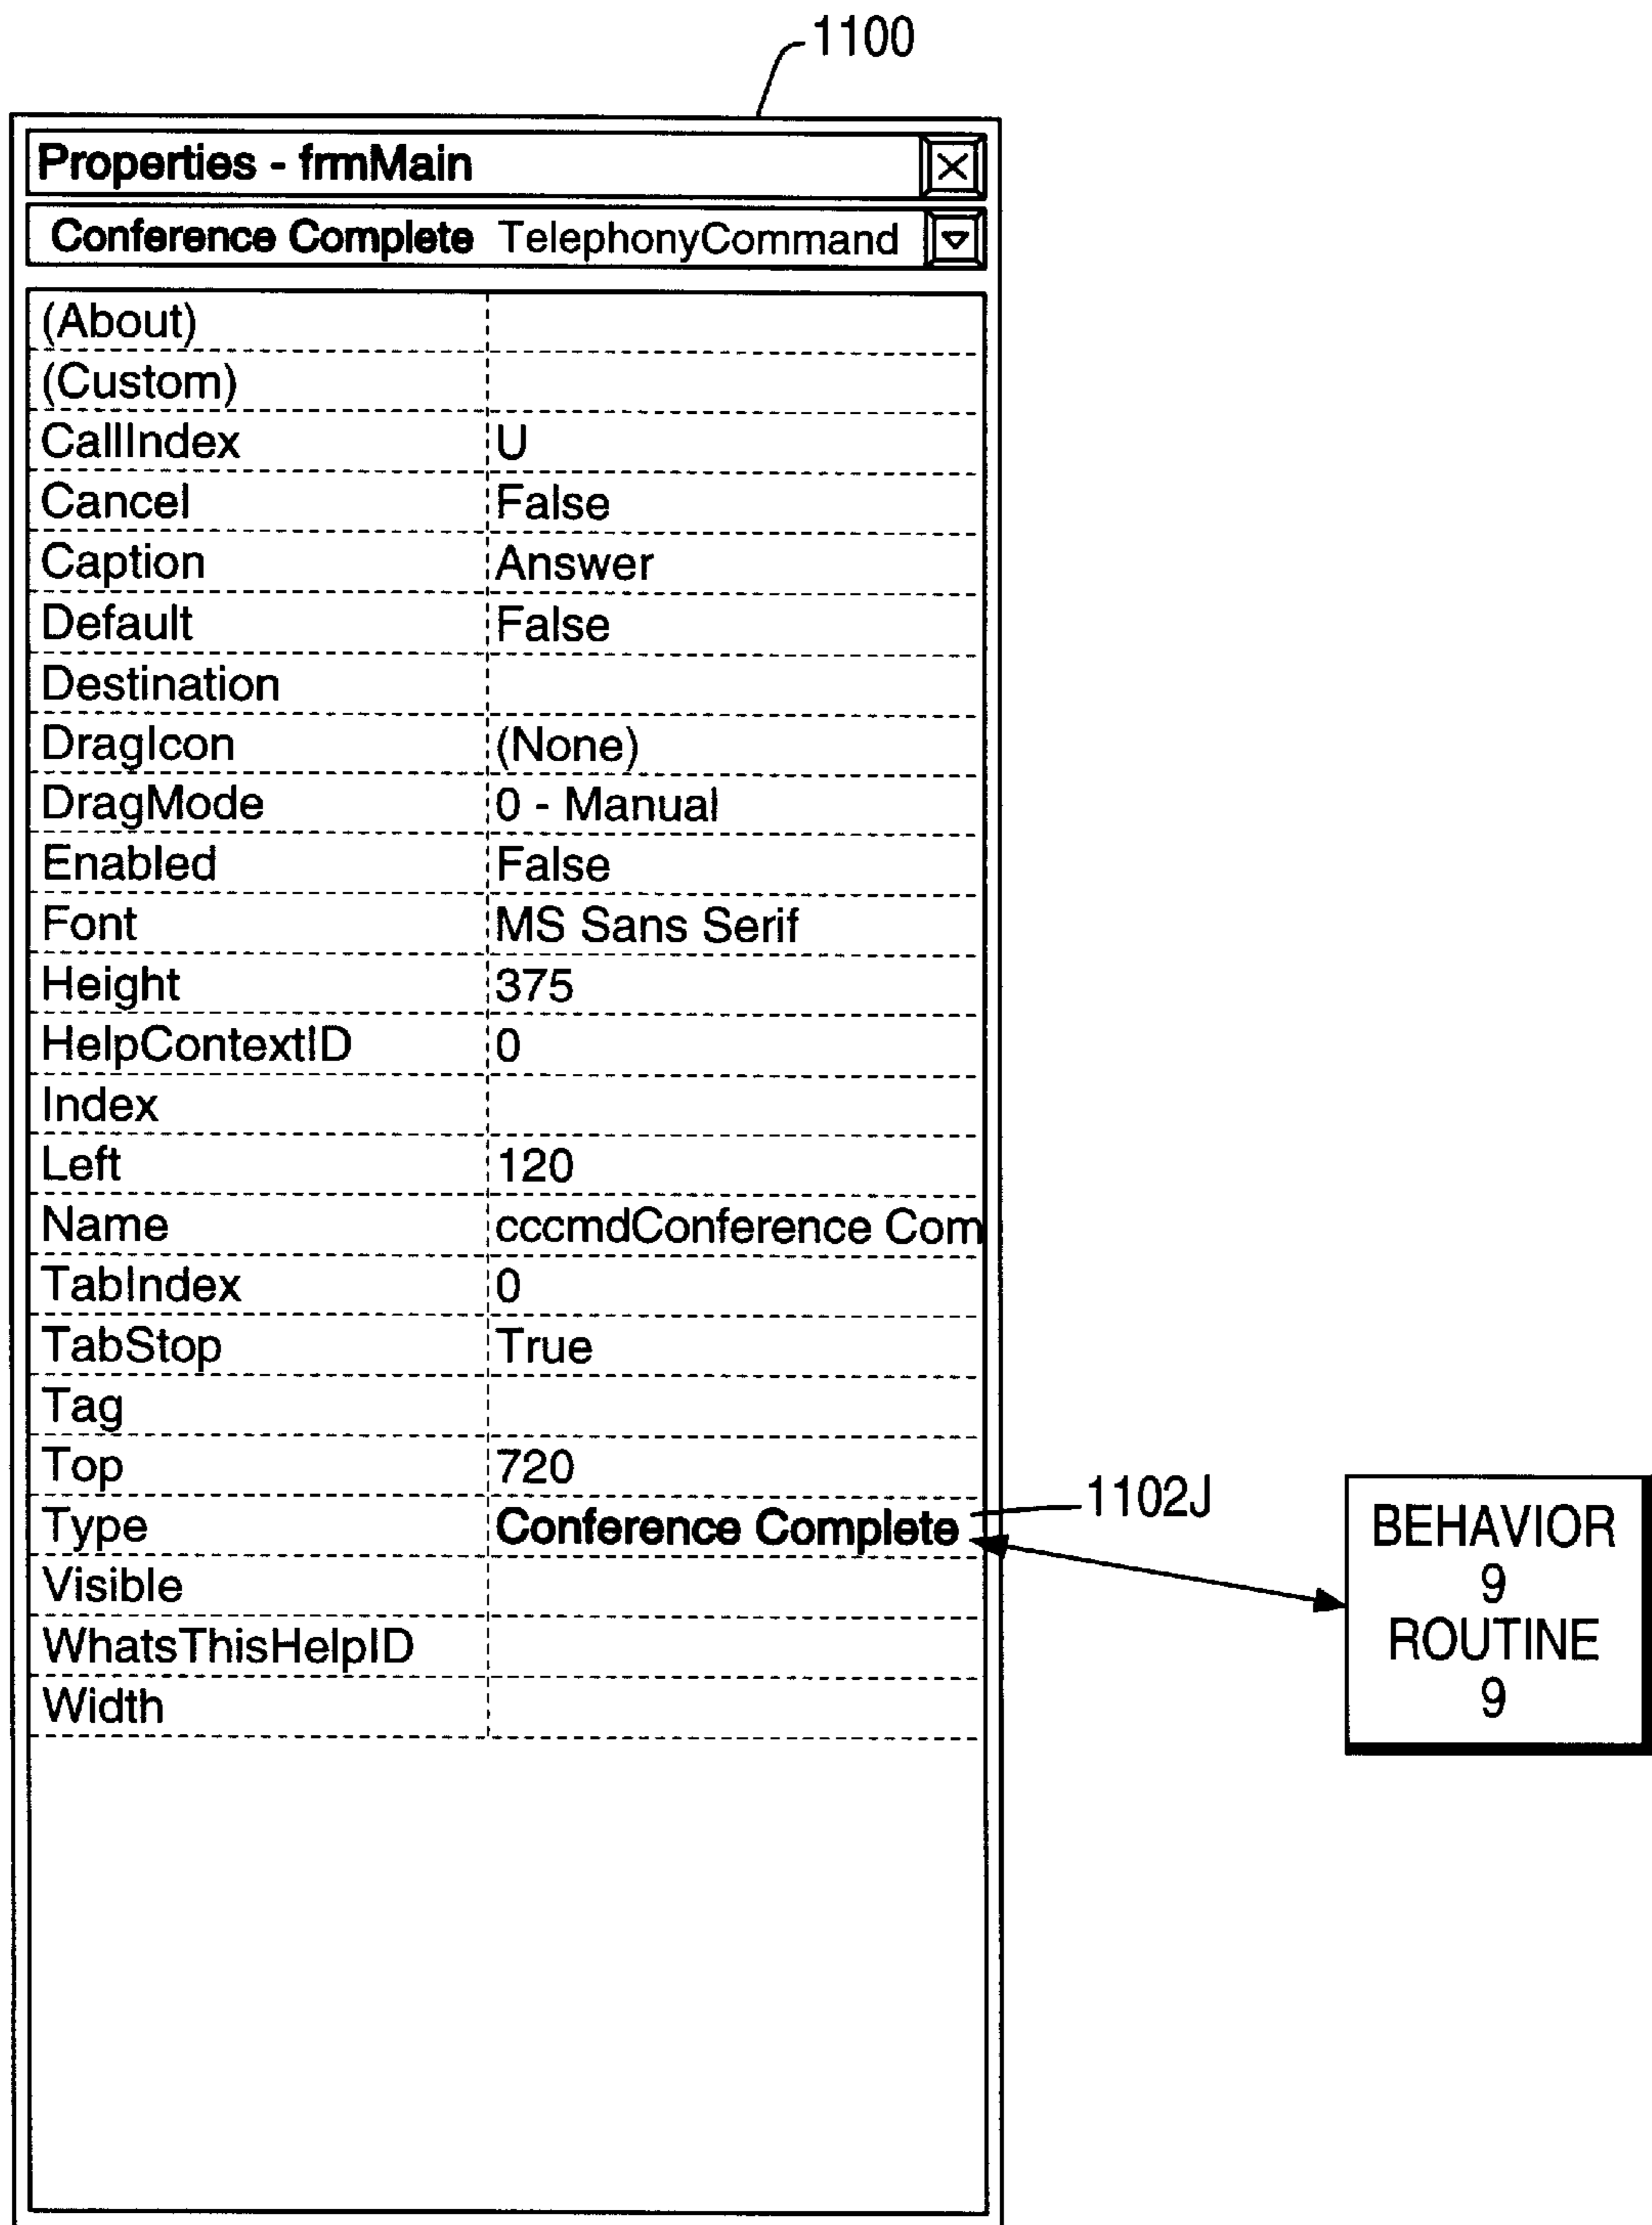 1100
Properties - frmMain
Conference Complete TelephonyCommand
(About)
(Custom)
CallIndex U
Cancel False
Caption Answer
Default False
Destination
DragIcon (None)
DragMode 0 - Manual
Enabled False
Font MS Sans Serif
Height 375
HelpContextID 0
Index
Left 120
Name cccmdConference Com
TabIndex 0
TabStop True
Tag
Top 720
Type Conference Complete
1102J
Visible
WhatsThisHelpID
Width
BEHAVIOR
9
ROUTINE
9